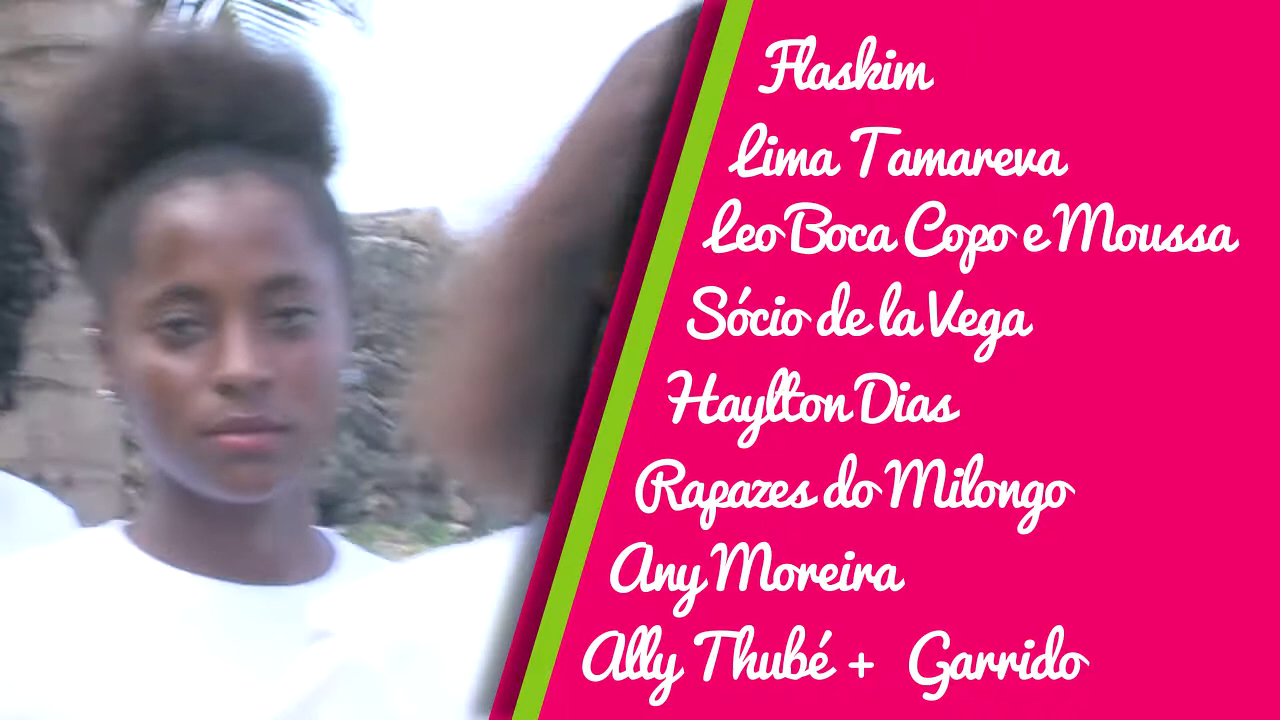 Flaskim
Lima Tamareva
Leo Boca Copo e Moussa
Sócio de la Vega
Haylton Dias
Rapazes do Milongo
Any Moreira
Ally Thubé + Garrido